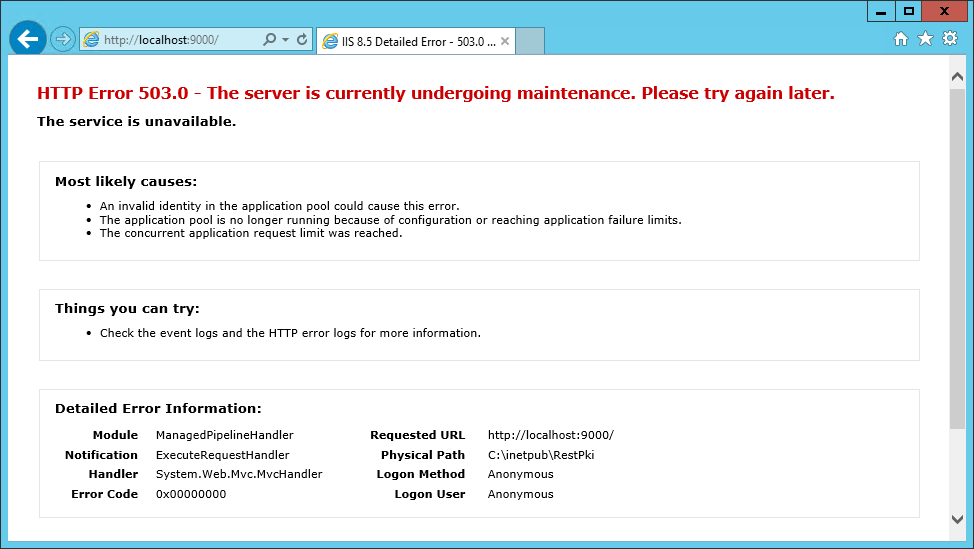 http://localhost:9000/
IIS 8.5 Detailed Error - 503.0 ...
HTTP Error 503.0 - The server is currently undergoing maintenance. Please try again later.
The service is unavailable.
Most likely causes:
• An invalid identity in the application pool could cause this error.
• The application pool is no longer running because of configuration or reaching application failure limits.
• The concurrent application request limit was reached.
Things you can try:
• Check the event logs and the HTTP error logs for more information.
Detailed Error Information:
Module ManagedPipelineHandler Requested URL http://localhost:9000/
Notification ExecuteRequestHandler Physical Path C:\inetpub\RestPki
Handler System.Web.Mvc.MvcHandler Logon Method Anonymous
Error Code 0x00000000 Logon User Anonymous